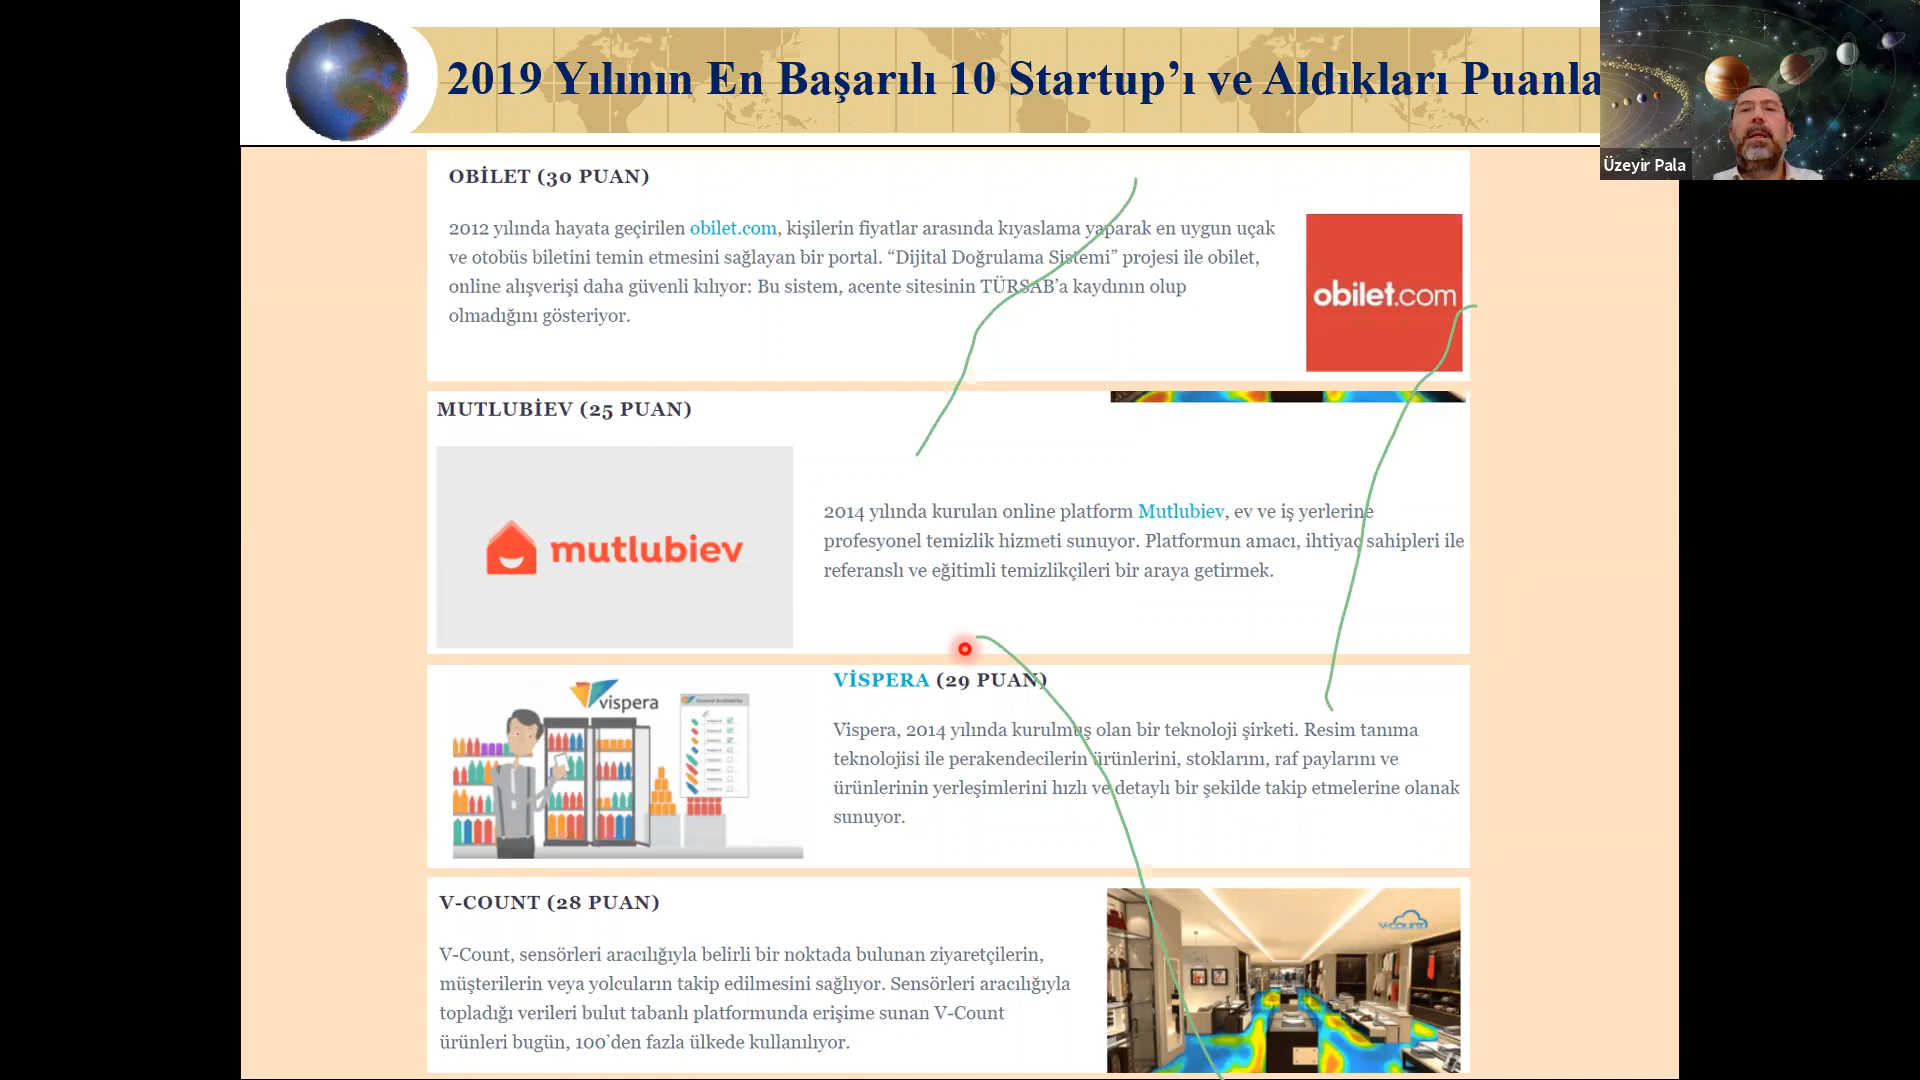 2019 Yılının En Başarılı 10 Startup’ı ve Aldıkları Puanla
Üzeyir Pala
OBİLET (30 PUAN)
2012 yılında hayata geçirilen obilet.com, kişilerin fiyatlar arasında kıyaslama yaparak en uygun uçak
ve otobüs biletini temin etmesini sağlayan bir portal. “Dijital Doğrulama Sistemi” projesi ile obilet,
online alışverişi daha güvenli kılıyor: Bu sistem, acente sitesinin TÜRSAB’a kaydının olup
olmadığını gösteriyor.
obilet.com
MUTLUBİEV (25 PUAN)
mutlubiev
2014 yılında kurulan online platform Mutlubiev, ev ve iş yerlerine
profesyonel temizlik hizmeti sunuyor. Platformun amacı, ihtiyaç sahipleri ile
referanslı ve eğitimli temizlikçileri bir araya getirmek.
vispera
VİSPERA (29 PUAN)
Vispera, 2014 yılında kurulmuş olan bir teknoloji şirketi. Resim tanıma
teknolojisi ile perakendecilerin ürünlerini, stoklarını, raf paylarını ve
ürünlerinin yerleşimlerini hızlı ve detaylı bir şekilde takip etmelerine olanak
sunuyor.
V-COUNT (28 PUAN)
V-Count, sensörleri aracılığıyla belirli bir noktada bulunan ziyaretçilerin,
müşterilerin veya yolcuların takip edilmesini sağlıyor. Sensörleri aracılığıyla
topladığı verileri bulut tabanlı platformunda erişime sunan V-Count
ürünleri bugün, 100’den fazla ülkede kullanılıyor.
V-COUNT